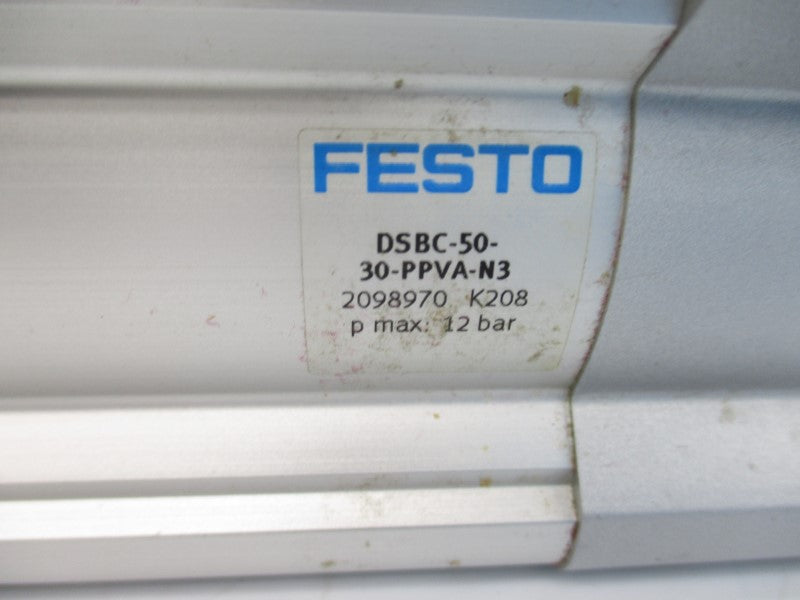 FESTO
DSBC-50-
30-PPVA-N3
2098970 K208
p max: 12 bar